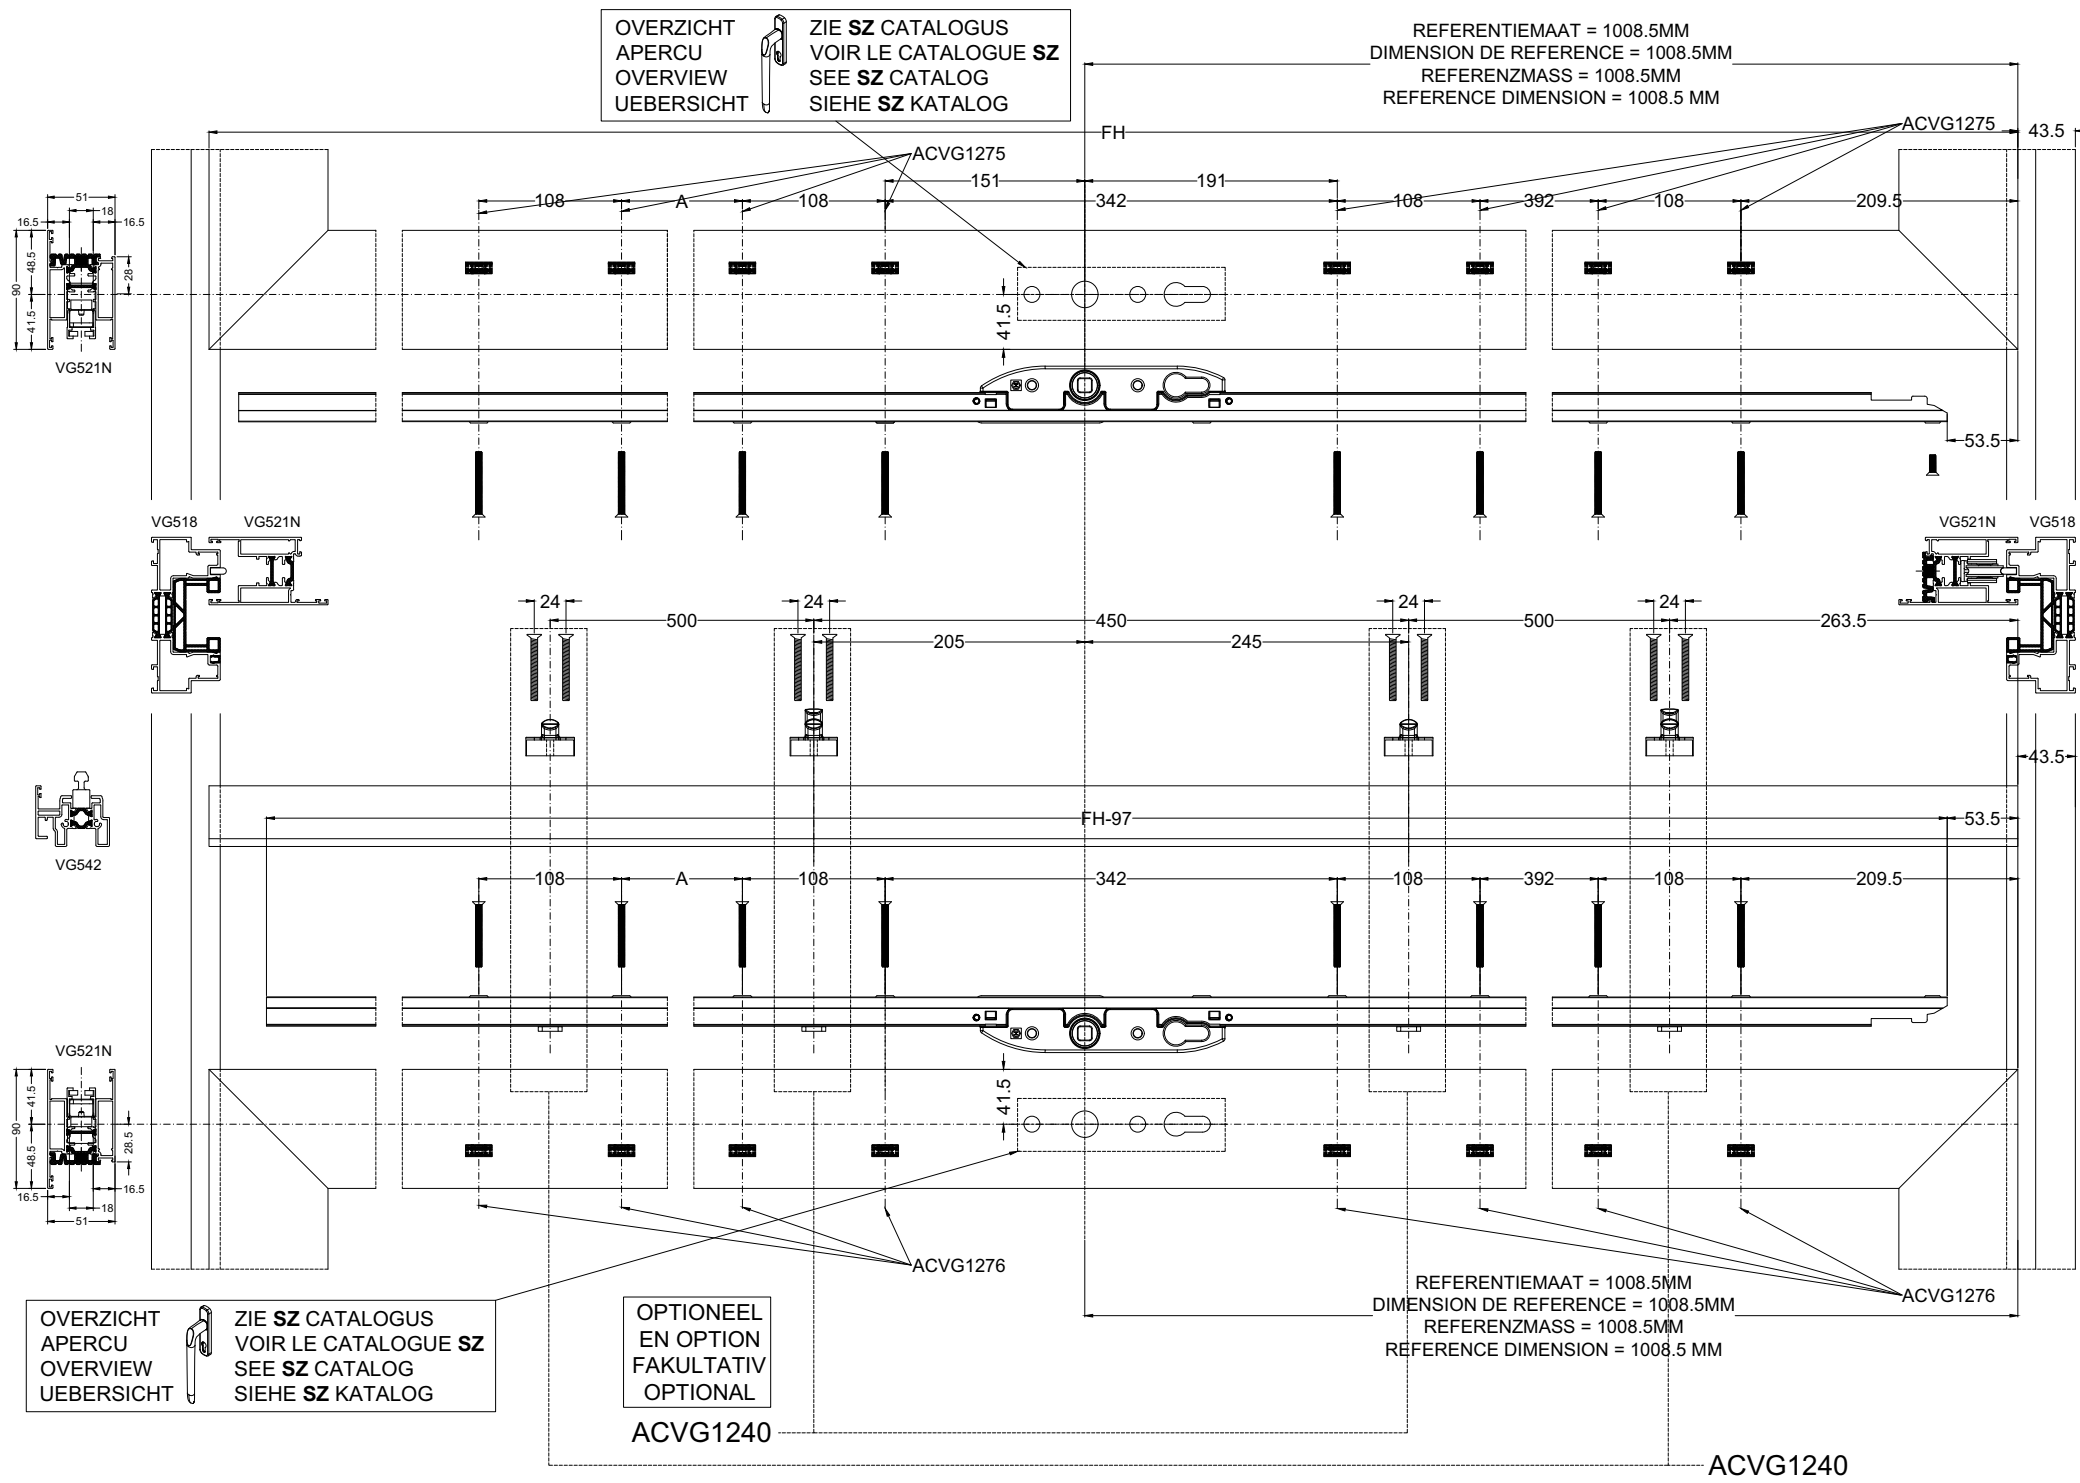 OVERZICHT ZIE SZ CATALOGUS
APERCU VOIR LE CATALOGUE SZ
OVERVIEW SEE SZ CATALOG
UEBERSICHT SIEHE SZ KATALOG
REFERENTIEMAAT = 1008.5MM
DIMENSION DE REFERENCE = 1008.5MM
REFERENZMASS = 1008.5MM
REFERENCE DIMENSION = 1008.5 MM
FH
ACVG1275
43.5
ACVG1275
151 191
108 A 108 342 108 392 108 209.5
51
16.5 18 16.5
90
48.5
41.5
28
VG521N
41.5
53.5
VG518 VG521N
VG521N VG518
24 24 24 24
500 450 500 263.5
205 245
43.5
VG542
FH-97
53.5
108 A 108 342 108 392 108 209.5
VG521N
90
41.5
48.5
28.5
16.5 18 16.5
51
41.5
ACVG1276
ACVG1276
REFERENTIEMAAT = 1008.5MM
DIMENSION DE REFERENCE = 1008.5MM
REFERENZMASS = 1008.5MM
REFERENCE DIMENSION = 1008.5 MM
OVERZICHT ZIE SZ CATALOGUS
APERCU VOIR LE CATALOGUE SZ
OVERVIEW SEE SZ CATALOG
UEBERSICHT SIEHE SZ KATALOG
OPTIONEEL
EN OPTION
FAKULTATIV
OPTIONAL
ACVG1240
ACVG1240